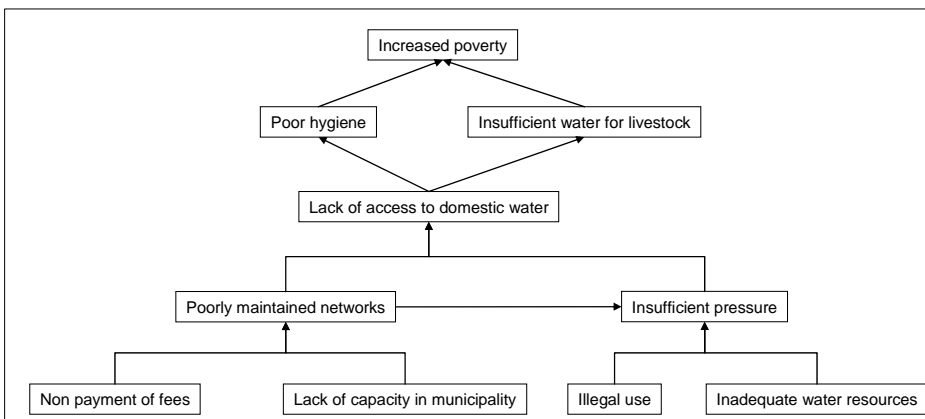 Increased poverty
Poor hygiene
Insufficient water for livestock
Lack of access to domestic water
Poorly maintained networks
Insufficient pressure
Non payment of fees
Lack of capacity in municipality
Illegal use
Inadequate water resources